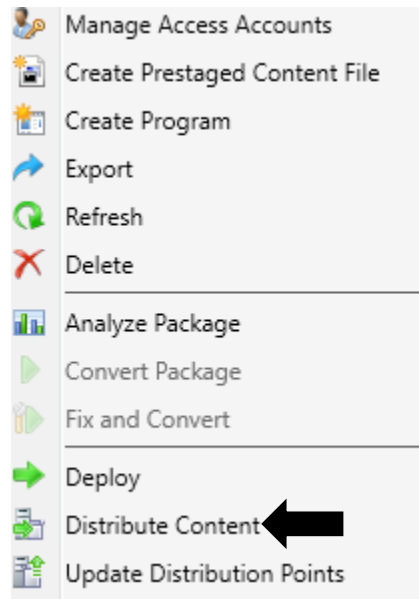 Manage Access Accounts
Create Prestaged Content File
Create Program
Export
Refresh
Delete
Analyze Package
Convert Package
Fix and Convert
Deploy
Distribute Content
Update Distribution Points